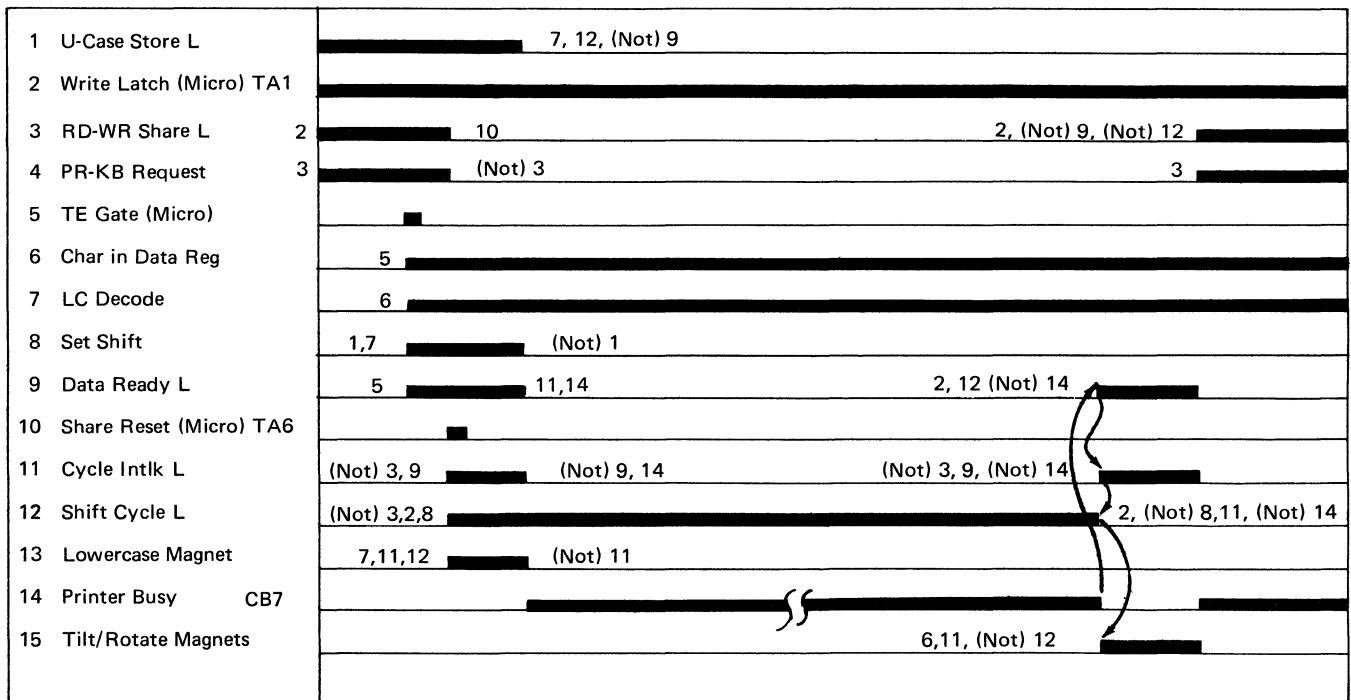 1 U-Case Store L 7, 12, (Not) 9
2 Write Latch (Micro) TA1
3 RD-WR Share L 2 10 2, (Not) 9, (Not) 12
4 PR-KB Request 3 (Not) 3 3
5 TE Gate (Micro)
6 Char in Data Reg 5
7 LC Decode 6
8 Set Shift 1,7 (Not) 1
9 Data Ready L 5 11,14 2, 12 (Not) 14
10 Share Reset (Micro) TA6
11 Cycle Intlk L (Not) 3, 9 (Not) 9, 14 (Not) 3, 9, (Not) 14
12 Shift Cycle L (Not) 3,2,8 2, (Not) 8,11, (Not) 14
13 Lowercase Magnet 7,11,12 (Not) 11
14 Printer Busy CB7
15 Tilt/Rotate Magnets 6,11, (Not) 12